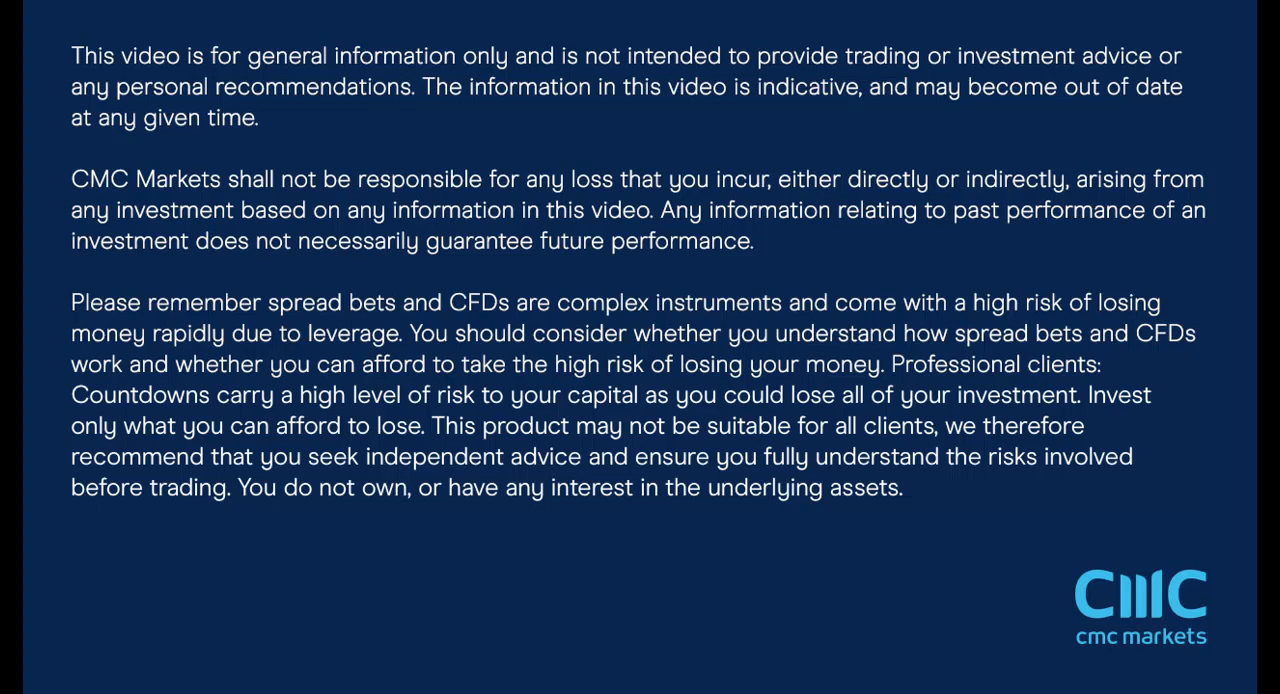 This video is for general information only and is not intended to provide trading or investment advice or
any personal recommendations. The information in this video is indicative, and may become out of date
at any given time.
CMC Markets shall not be responsible for any loss that you incur, either directly or indirectly, arising from
any investment based on any information in this video. Any information relating to past performance of an
investment does not necessarily guarantee future performance.
Please remember spread bets and CFDs are complex instruments and come with a high risk of losing
money rapidly due to leverage. You should consider whether you understand how spread bets and CFDs
work and whether you can afford to take the high risk of losing your money. Professional clients:
Countdowns carry a high level of risk to your capital as you could lose all of your investment. Invest
only what you can afford to lose. This product may not be suitable for all clients, we therefore
recommend that you seek independent advice and ensure you fully understand the risks involved
before trading. You do not own, or have any interest in the underlying assets.
CMC
cmc markets